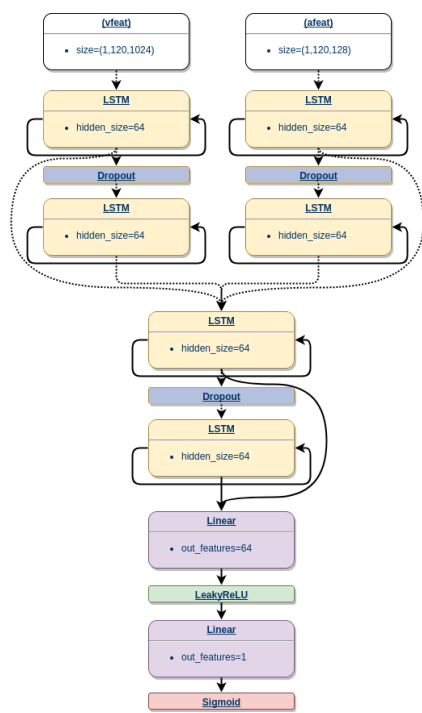 (vfeat)
• size=(1,120,1024)
(afeat)
• size=(1,120,128)
LSTM
• hidden_size=64
LSTM
• hidden_size=64
Dropout
Dropout
LSTM
• hidden_size=64
LSTM
• hidden_size=64
LSTM
• hidden_size=64
Dropout
LSTM
• hidden_size=64
Linear
• out_features=64
LeakyReLU
Linear
• out_features=1
Sigmoid